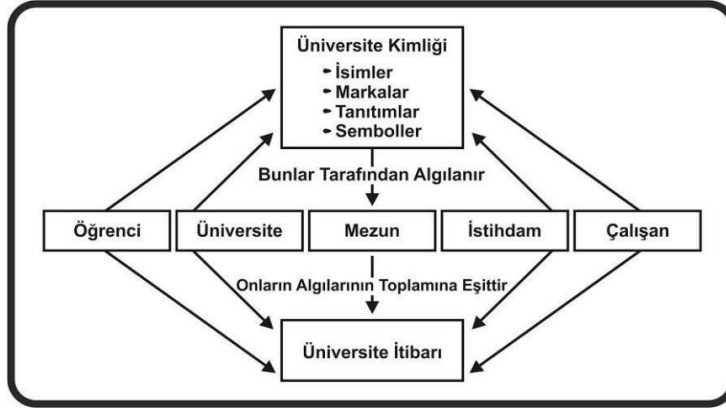 Üniversite Kimliği
İsimler
Markalar
Tanıtımlar
Semboller
Bunlar Tarafından Algılanır
Öğrenci
Üniversite
Mezun
İstihdam
Çalışan
Onların Algılarının Toplamına Eşittir
Üniversite İtibarı